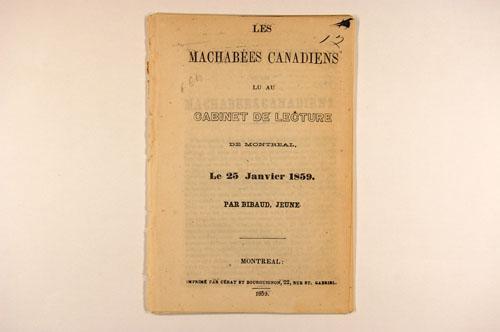 LES
12
MACHABÉES CANADIENS
LU AU
CABINET DE LECTURE
DE MONTREAL,
Le 25 Janvier 1859.
PAR BIBAUD, JEUNE
MONTREAL:
IMPRIMÉ PAR CÉRAT ET BOURGUIGNON, 22, RUE ST. GABRIEL.
1859.